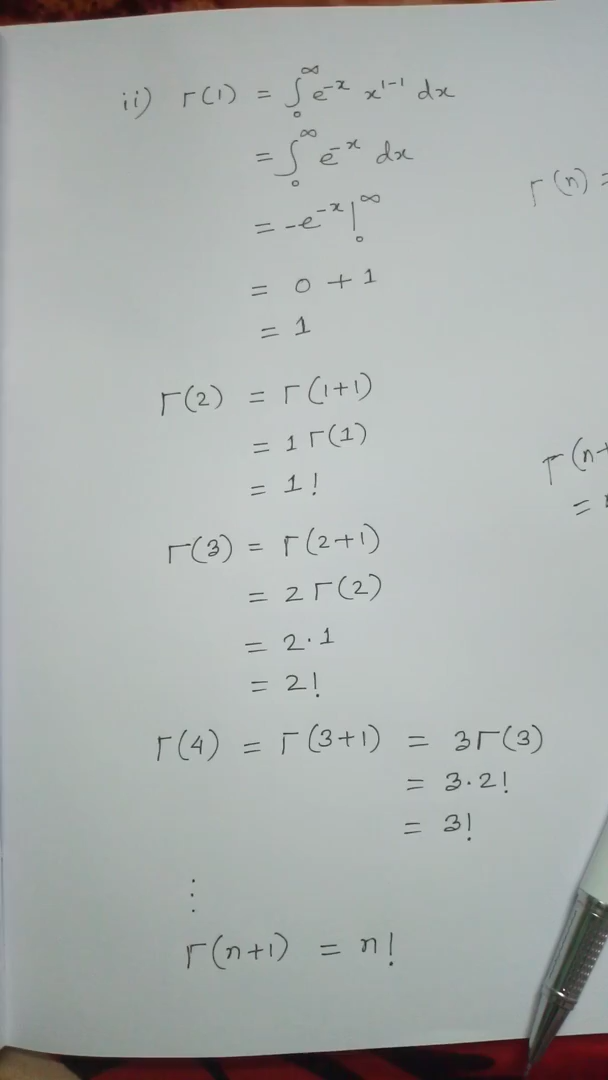 ii) Γ(1) = ∫₀^∞ e^-x x^1-1 dx
= ∫₀^∞ e^-x dx
= -e^-x |₀^∞
= 0 + 1
= 1
Γ(2) = Γ(1+1)
= 1 Γ(1)
= 1!
Γ(3) = Γ(2+1)
= 2 Γ(2)
= 2·1
= 2!
Γ(4) = Γ(3+1) = 3Γ(3)
= 3·2!
= 3!
⋮
Γ(n+1) = n!
Γ(n) =
Γ(n+
=